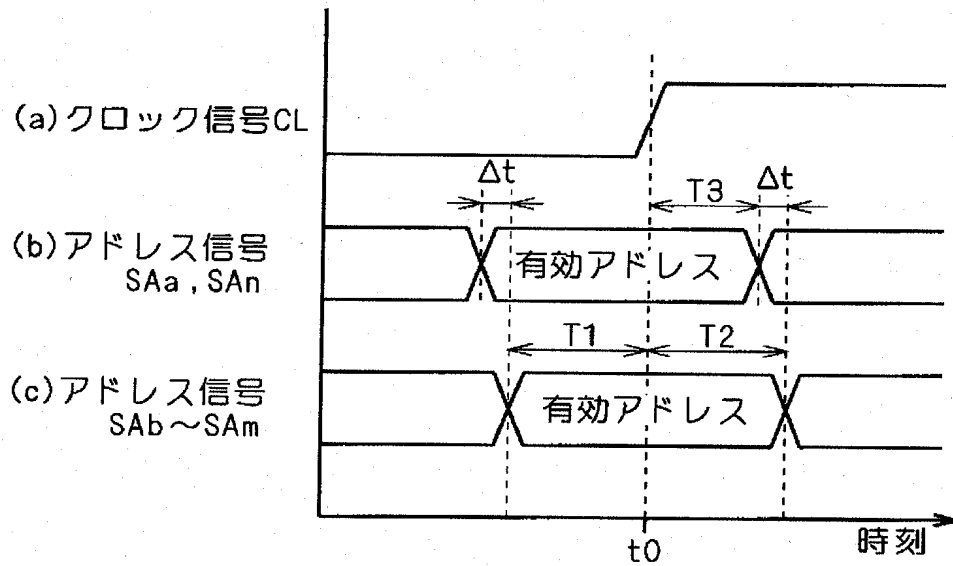 (a)クロック信号CL
Δt
T3
Δt
(b)アドレス信号
SAa,SAn
有効アドレス
T1
T2
(c)アドレス信号
SAb～SAm
有効アドレス
t0
時刻